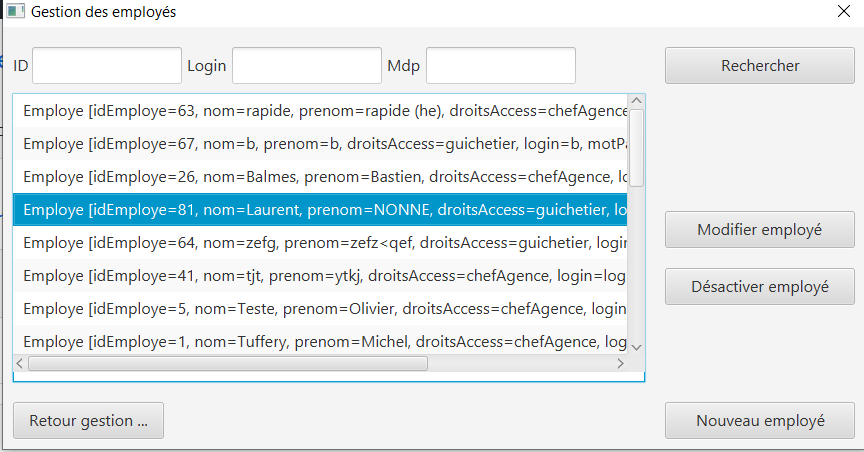 Gestion des employés
ID Login Mdp Rechercher
Employe [idEmploye=63, nom=rapide, prenom=rapide (he), droitsAccess=chefAgence
Employe [idEmploye=67, nom=b, prenom=b, droitsAccess=guichetier, login=b, motPa
Employe [idEmploye=26, nom=Balmes, prenom=Bastien, droitsAccess=chefAgence, lo
Employe [idEmploye=81, nom=Laurent, prenom=NONNE, droitsAccess=guichetier, lo
Modifier employé
Employe [idEmploye=64, nom=zefg, prenom=zefz<qef, droitsAccess=guichetier, login
Employe [idEmploye=41, nom=tjt, prenom=ytkj, droitsAccess=chefAgence, login=log
Désactiver employé
Employe [idEmploye=5, nom=Teste, prenom=Olivier, droitsAccess=chefAgence, login
Employe [idEmploye=1, nom=Tuffery, prenom=Michel, droitsAccess=chefAgence, log
Retour gestion ... Nouveau employé